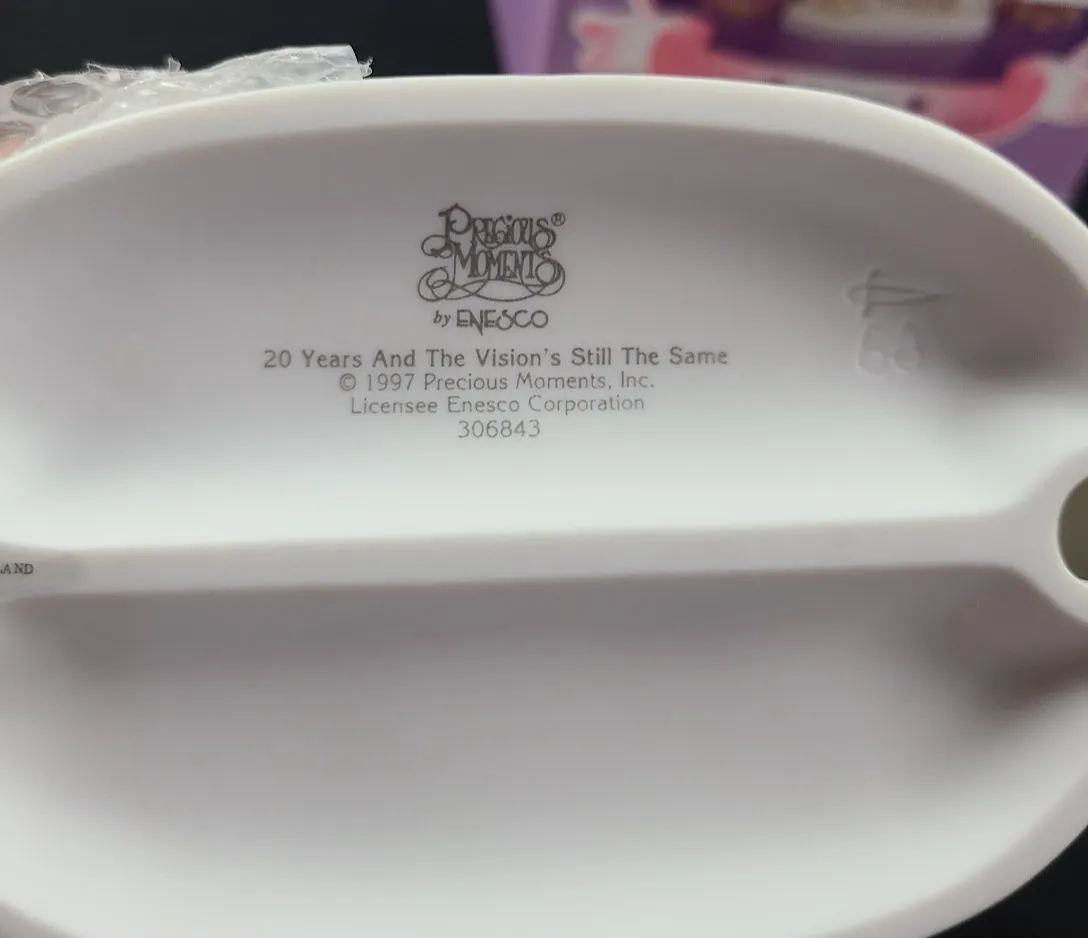 PRECIOUS®
MOMENTS
by ENESCO
20 Years And The Vision's Still The Same
© 1997 Precious Moments, Inc.
Licensee Enesco Corporation
306843
LAND